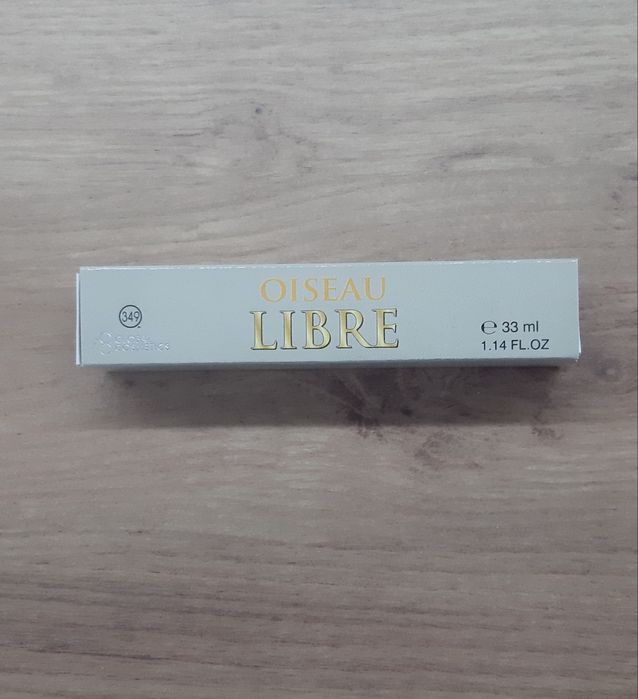 349
OISEAU
LIBRE
e 33 ml
1.14 FL.OZ